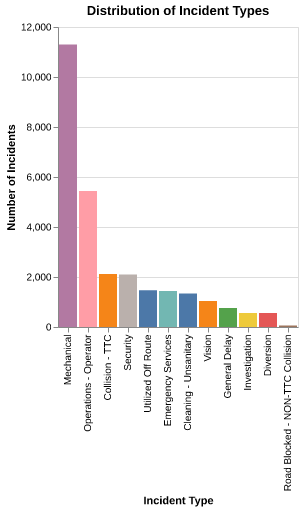 Distribution of Incident Types
Number of Incidents
12,000
10,000
8,000
6,000
4,000
2,000
0
Mechanical
Operations - Operator
Collision - TTC
Security
Utilized Off Route
Emergency Services
Cleaning - Unsanitary
Vision
General Delay
Investigation
Diversion
Road Blocked - NON-TTC Collision
Incident Type